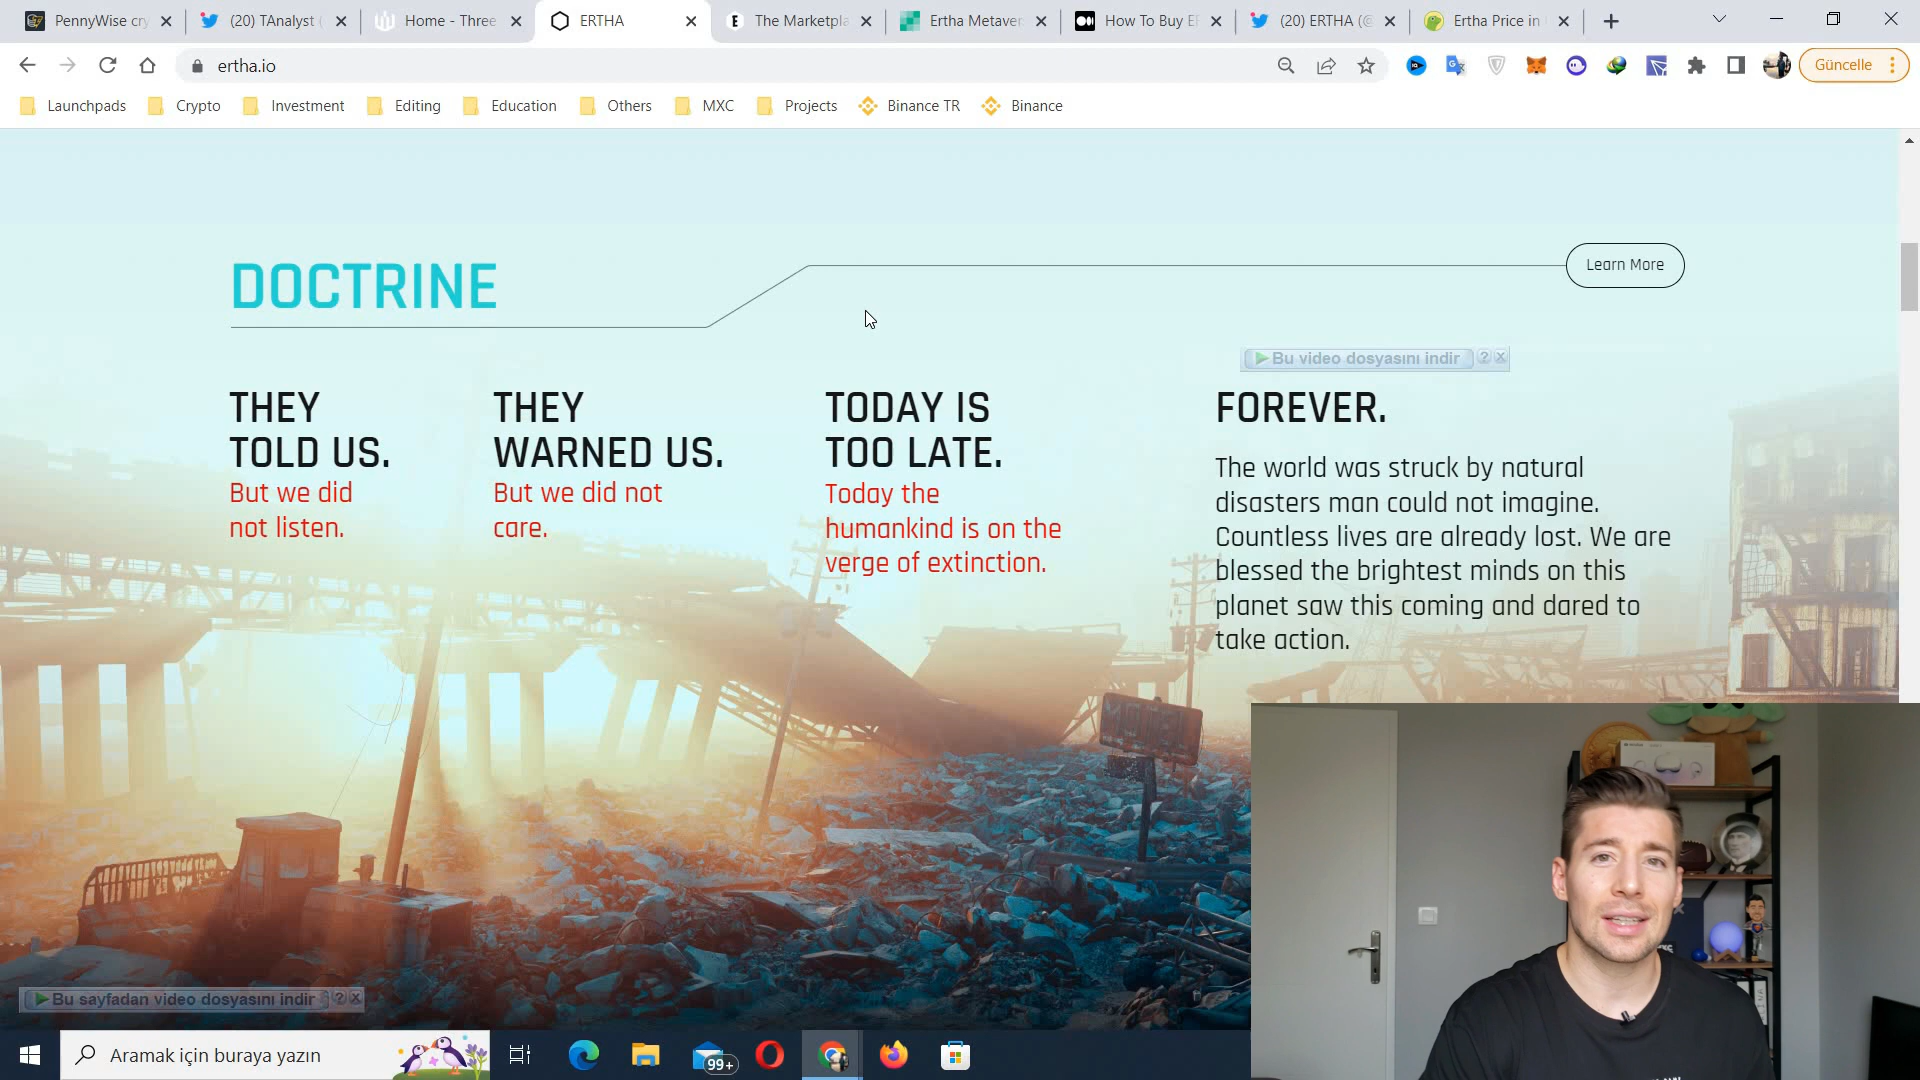 PennyWise cry
(20) TAnalyst (
Home - Three
ERTHA
The Marketpla
Ertha Metaver
How To Buy E
(20) ERTHA (@
Ertha Price in
ertha.io
Güncelle
Launchpads
Crypto
Investment
Editing
Education
Others
MXC
Projects
Binance TR
Binance
DOCTRINE
Learn More
Bu video dosyasını indir
THEY
TOLD US.
But we did
not listen.
THEY
WARNED US.
But we did not
care.
TODAY IS
TOO LATE.
Today the
humankind is on the
verge of extinction.
FOREVER.
The world was struck by natural
disasters man could not imagine.
Countless lives are already lost. We are
blessed the brightest minds on this
planet saw this coming and dared to
take action.
Bu sayfadan video dosyasını indir
Aramak için buraya yazın
99+